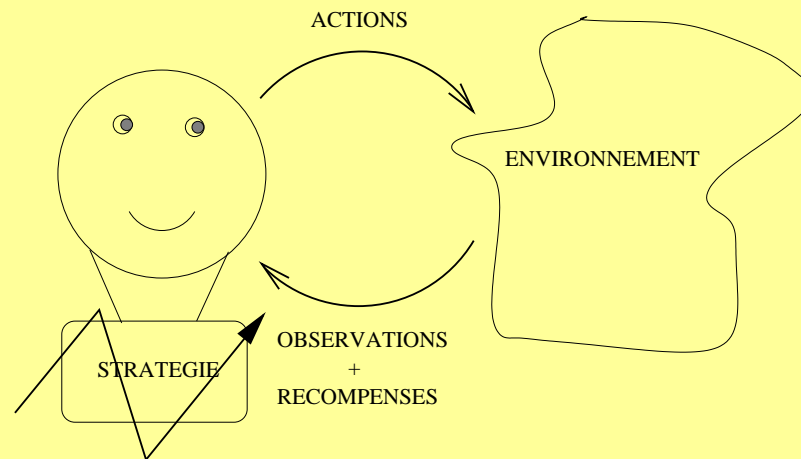 ACTIONS
ENVIRONNEMENT
STRATEGIE
OBSERVATIONS
+
RECOMPENSES